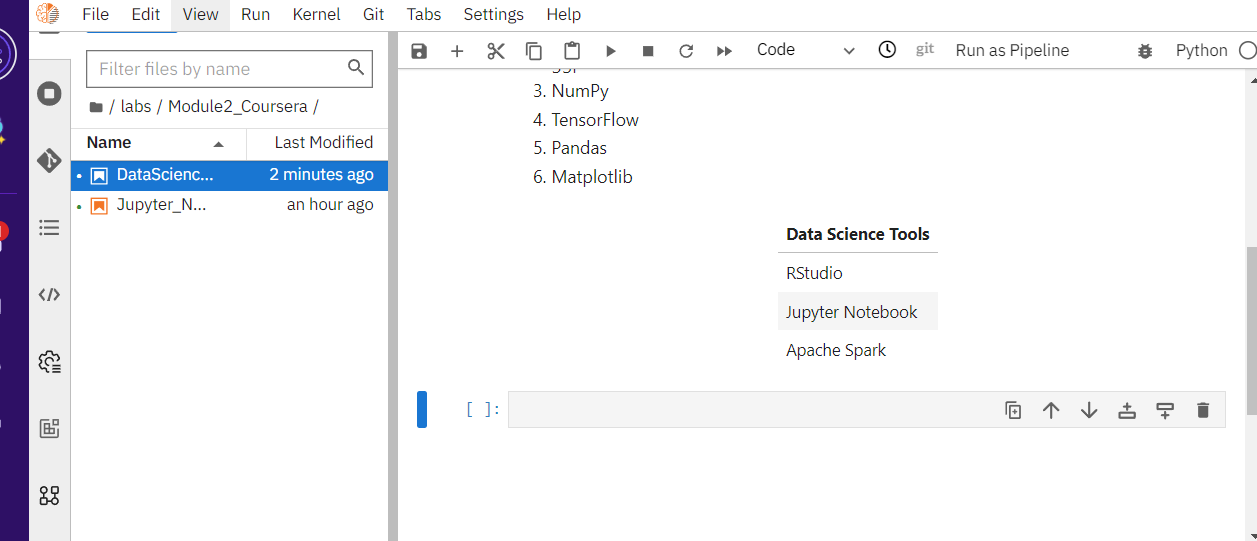 File Edit View Run Kernel Git Tabs Settings Help
Filter files by name
/ labs / Module2_Coursera /
Name Last Modified
DataScienc... 2 minutes ago
Jupyter_N... an hour ago
Code git Run as Pipeline Python
3. NumPy
4. TensorFlow
5. Pandas
6. Matplotlib
Data Science Tools
RStudio
Jupyter Notebook
Apache Spark
[ ]: